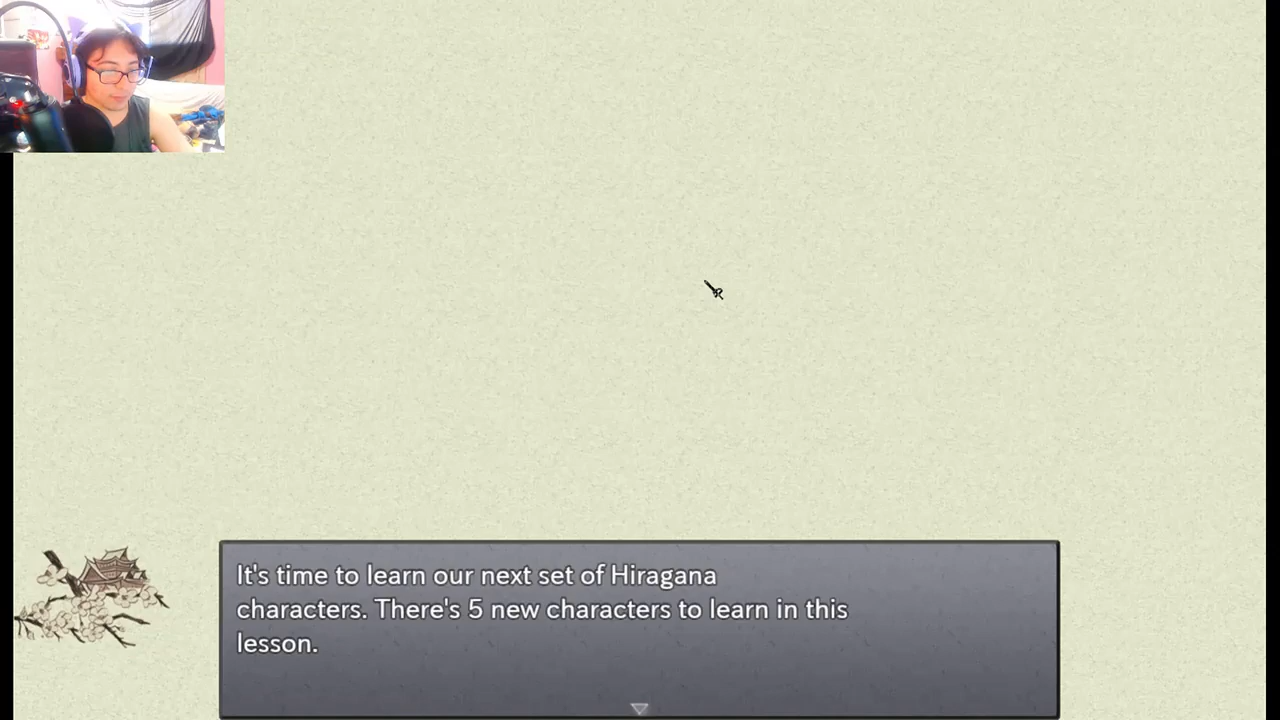 It's time to learn our next set of Hiragana
characters. There's 5 new characters to learn in this
lesson.